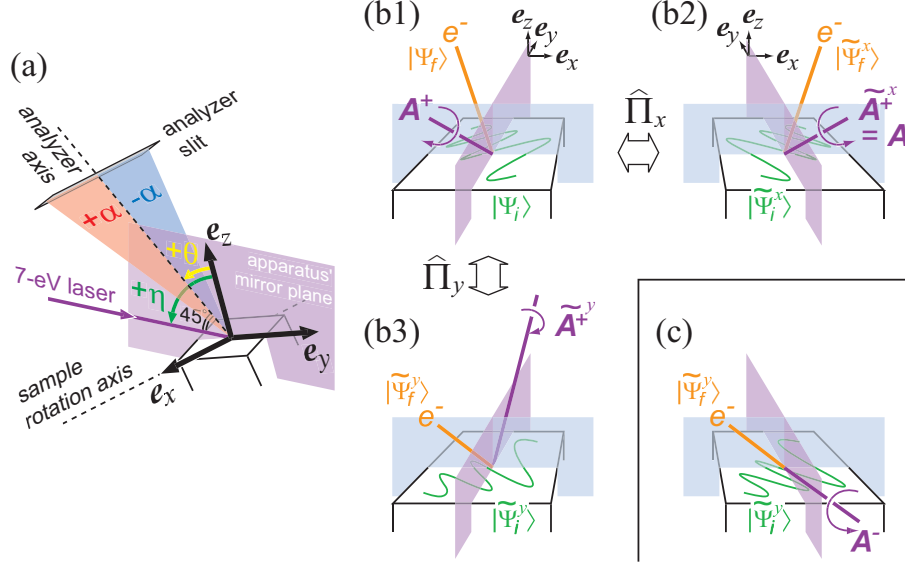 (a)
analyzer
axis
analyzer
slit
+α
-α
+θ
e_z
apparatus'
mirror plane
7-eV laser
+η
45°
e_y
e_x
sample
rotation axis
(b1)
e⁻
|Ψ_f⟩
e_z
e_y
e_x
A⁺
|Ψ_i⟩
Π̂_x
(b2)
e_z
e_y
e_x
e⁻
|Ψ̃_f^x⟩
Ã₊^x
= A
|Ψ̃_i^x⟩
Π̂_y
(b3)
Ã₊^y
|Ψ̃_f^y⟩
e⁻
|Ψ̃_i^y⟩
(c)
|Ψ̃_f^y⟩
e⁻
|Ψ̃_i^y⟩
A⁻